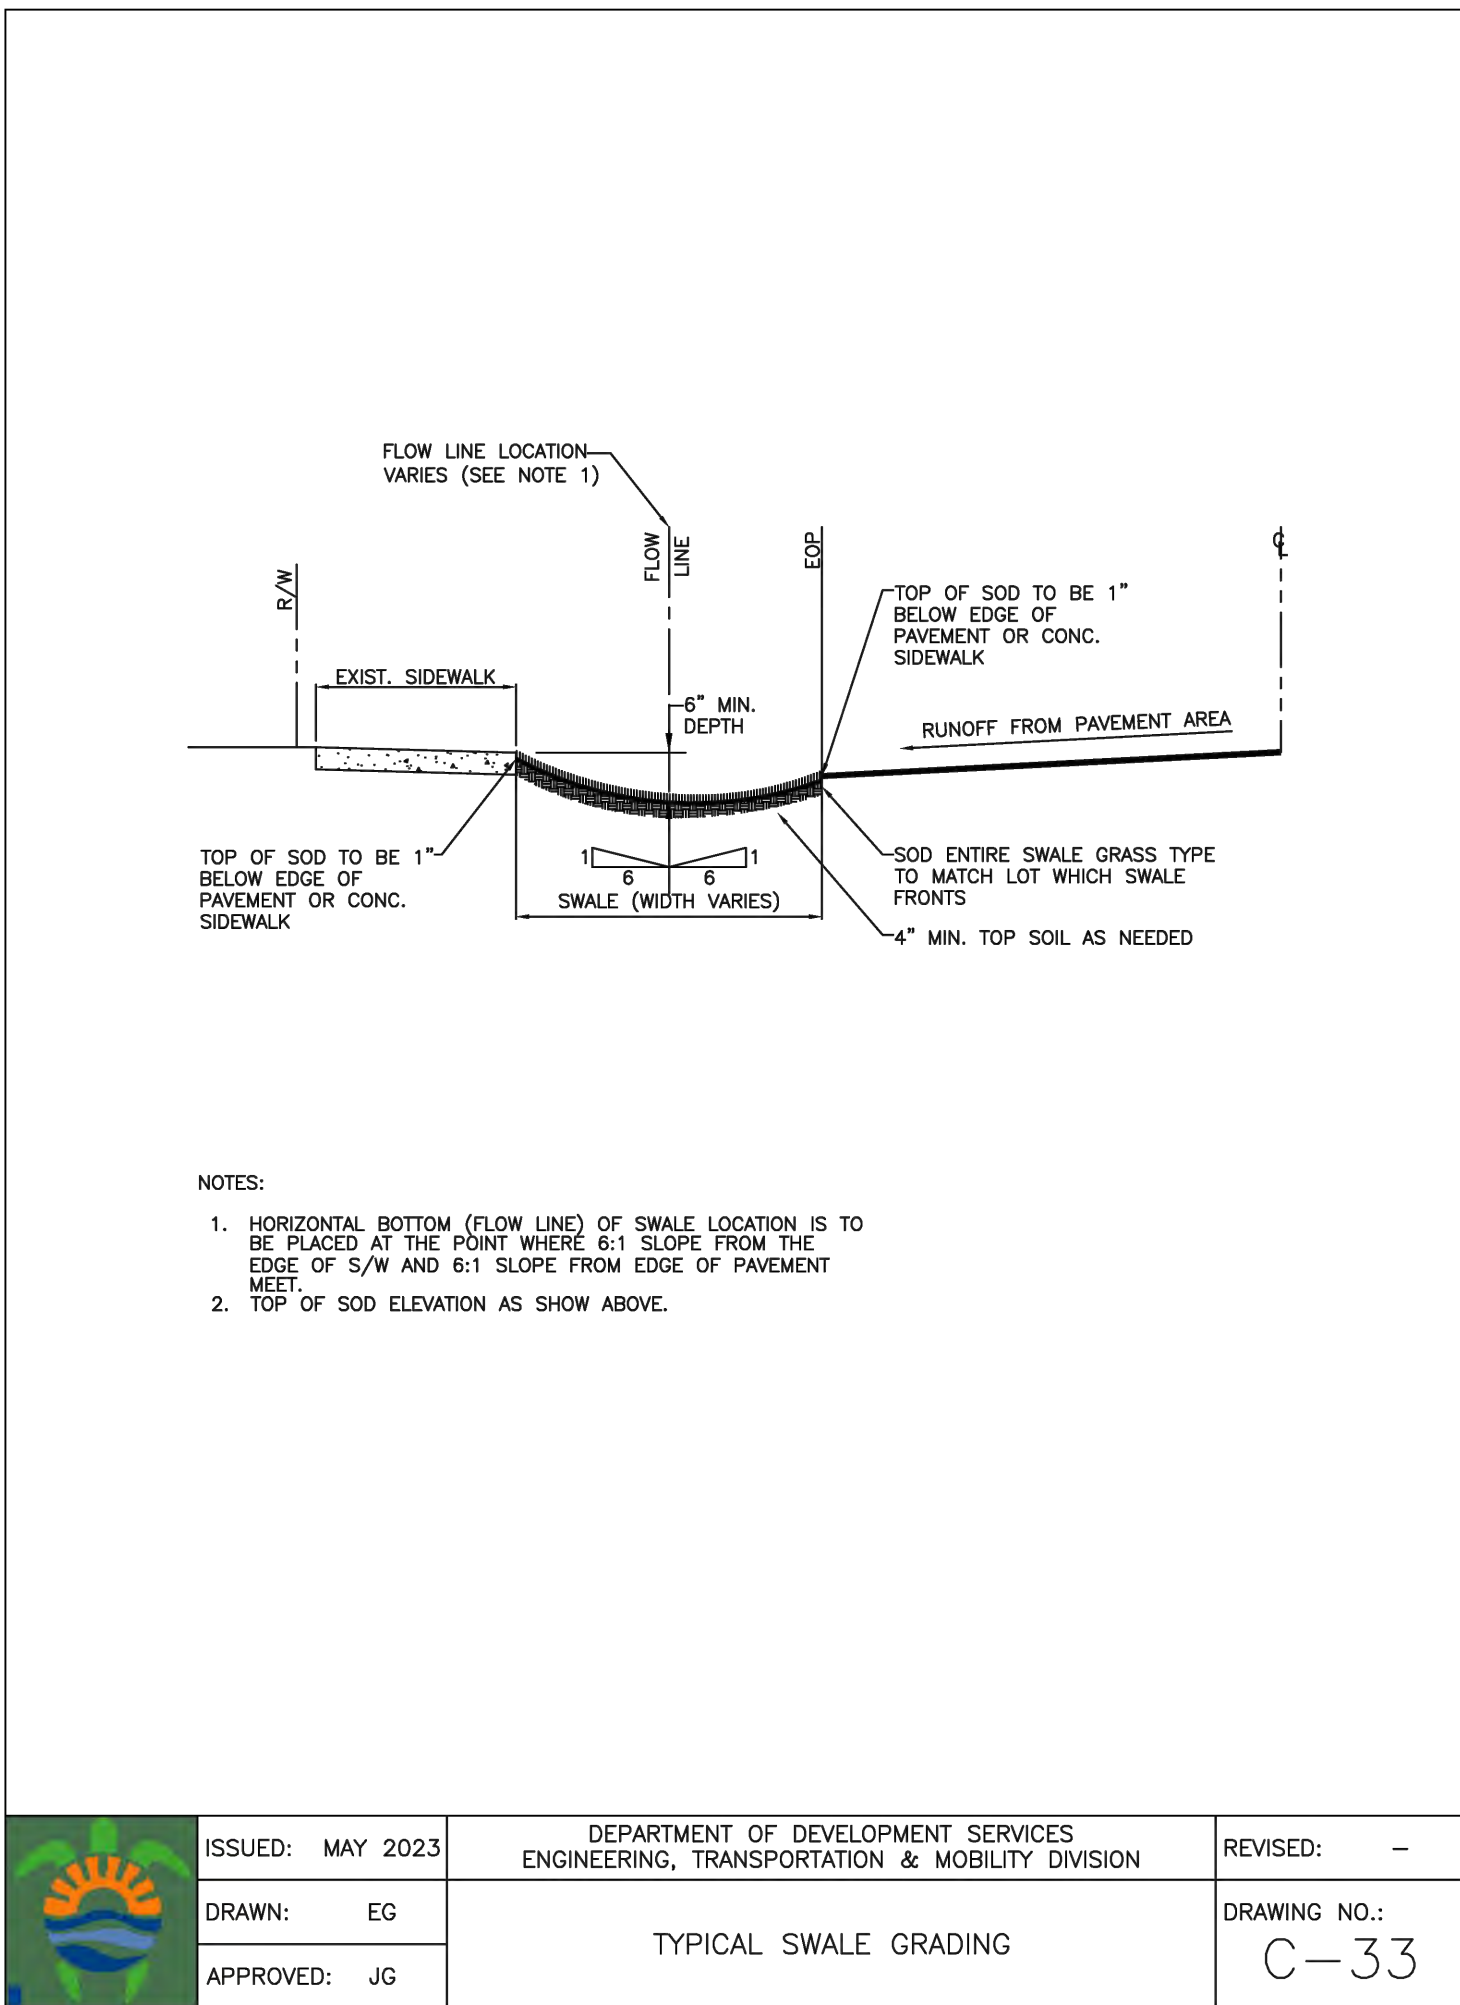 FLOW LINE LOCATION
VARIES (SEE NOTE 1)
R/W
FLOW
LINE
EOP
℄
TOP OF SOD TO BE 1"
BELOW EDGE OF
PAVEMENT OR CONC.
SIDEWALK
EXIST. SIDEWALK
6" MIN.
DEPTH
RUNOFF FROM PAVEMENT AREA
TOP OF SOD TO BE 1"
BELOW EDGE OF
PAVEMENT OR CONC.
SIDEWALK
1
1
6
6
SWALE (WIDTH VARIES)
SOD ENTIRE SWALE GRASS TYPE
TO MATCH LOT WHICH SWALE
FRONTS
4" MIN. TOP SOIL AS NEEDED
NOTES:
1. HORIZONTAL BOTTOM (FLOW LINE) OF SWALE LOCATION IS TO
BE PLACED AT THE POINT WHERE 6:1 SLOPE FROM THE
EDGE OF S/W AND 6:1 SLOPE FROM EDGE OF PAVEMENT
MEET.
2. TOP OF SOD ELEVATION AS SHOW ABOVE.
ISSUED: MAY 2023
DRAWN: EG
APPROVED: JG
DEPARTMENT OF DEVELOPMENT SERVICES
ENGINEERING, TRANSPORTATION & MOBILITY DIVISION
TYPICAL SWALE GRADING
REVISED: –
DRAWING NO.:
C–33